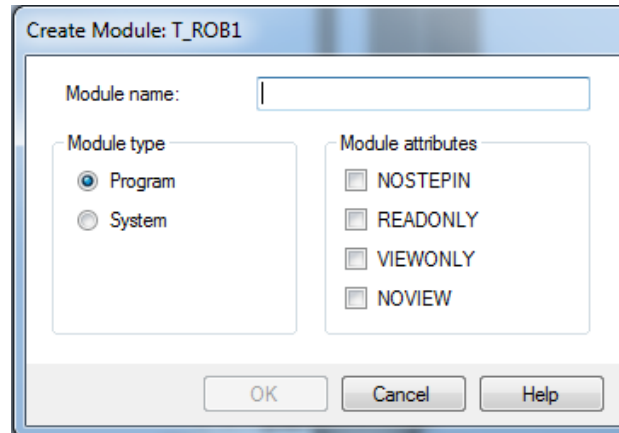 Create Module: T_ROB1
Module name:
Module type
Program
System
Module attributes
NOSTEPIN
READONLY
VIEWONLY
NOVIEW
OK
Cancel
Help